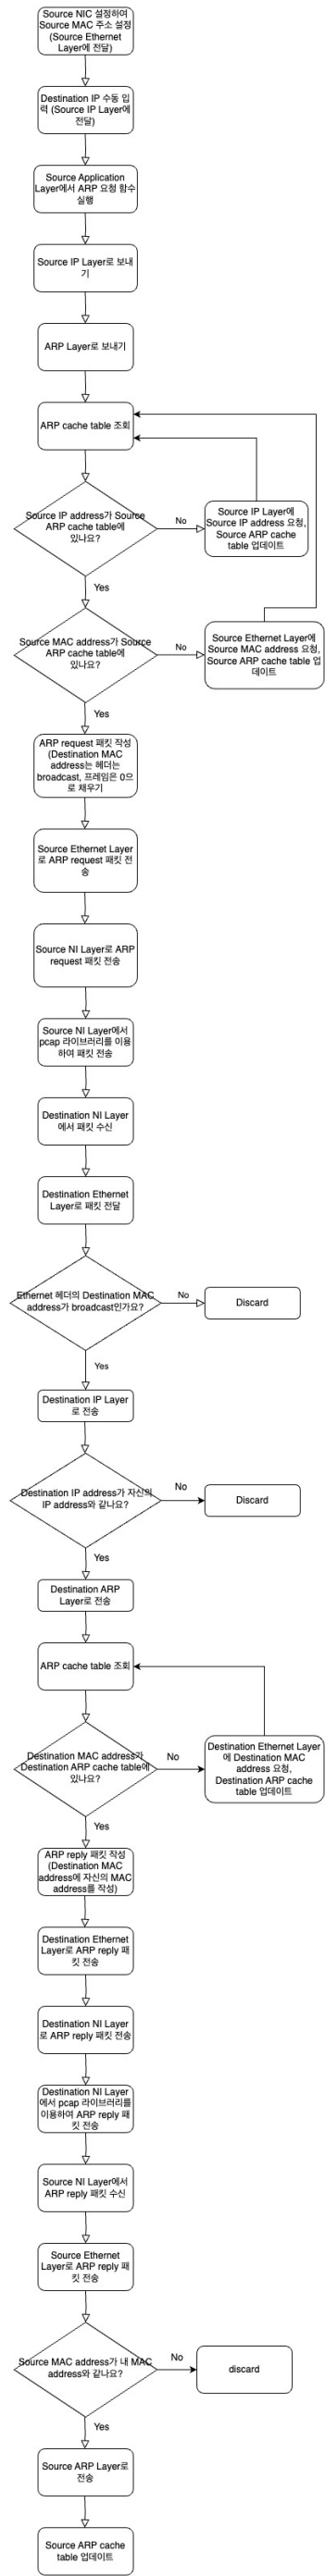 Source NIC 설정하여
Source MAC 주소 설정
(Source Ethernet
Layer에 전달)
Destination IP 수동 입
력 (Source IP Layer에
전달)
Source Application
Layer에서 ARP 요청 함수
실행
Source IP Layer로 보내
기
ARP Layer로 보내기
ARP cache table 조회
Source IP address가 Source
ARP cache table에
있나요?
No
Source IP Layer에
Source IP address 요청,
Source ARP cache
table 업데이트
Yes
Source MAC address가 Source
ARP cache table에
있나요?
No
Source Ethernet Layer에
Source MAC address 요청,
Source ARP cache table 업
데이트
Yes
ARP request 패킷 작성
(Destination MAC
address는 헤더는
broadcast, 프레임은 0으
로 채우기
Source Ethernet Layer
로 ARP request 패킷 전
송
Source NI Layer로 ARP
request 패킷 전송
Source NI Layer에서
pcap 라이브러리를 이용
하여 패킷 전송
Destination NI Layer
에서 패킷 수신
Destination Ethernet
Layer로 패킷 전달
Ethernet 헤더의 Destination MAC
address가 broadcast인가요?
No
Discard
Yes
Destination IP Layer
로 전송
Destination IP address가 자신의
IP address와 같나요?
No
Discard
Yes
Destination ARP
Layer로 전송
ARP cache table 조회
Destination MAC address가
Destination ARP cache table에
있나요?
No
Destination Ethernet Layer
에 Destination MAC
address 요청,
Destination ARP cache
table 업데이트
Yes
ARP reply 패킷 작성
(Destination MAC
address에 자신의 MAC
address를 작성)
Destination Ethernet
Layer로 ARP reply 패
킷 전송
Destination NI Layer
로 ARP reply 패킷 전송
Destination NI Layer
에서 pcap 라이브러리를
이용하여 ARP reply 패
킷 전송
Source NI Layer에서
ARP reply 패킷 수신
Source Ethernet
Layer로 ARP reply 패
킷 전송
Source MAC address가 내 MAC
address와 같나요?
No
discard
Yes
Source ARP Layer로
전송
Source ARP cache
table 업데이트